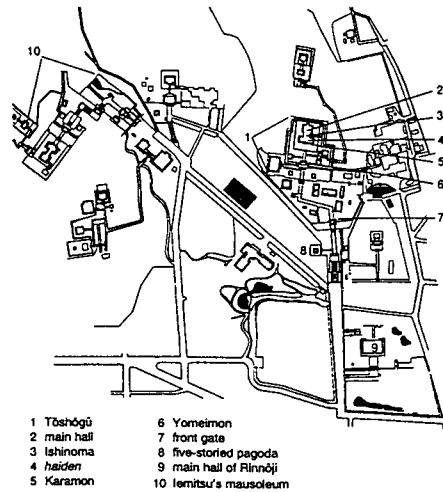 10
2
3
1
4
5
6
7
8
9
1 Tōshōgū
2 main hall
3 Ishinoma
4 haiden
5 Karamon
6 Yomeimon
7 front gate
8 five-storied pagoda
9 main hall of Rinnōji
10 Iemitsu's mausoleum